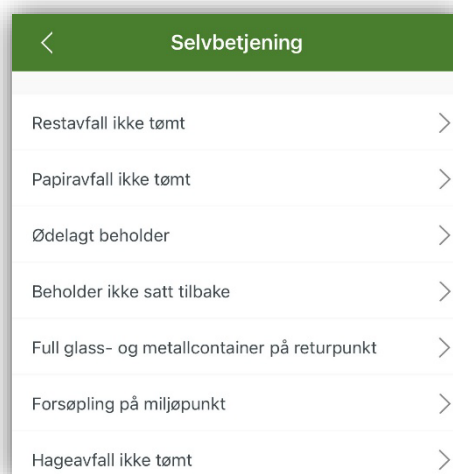 Selvbetjening
Restavfall ikke tømt
Papiravfall ikke tømt
Ødelagt beholder
Beholder ikke satt tilbake
Full glass- og metallcontainer på returpunkt
Forsøpling på miljøpunkt
Hageavfall ikke tømt